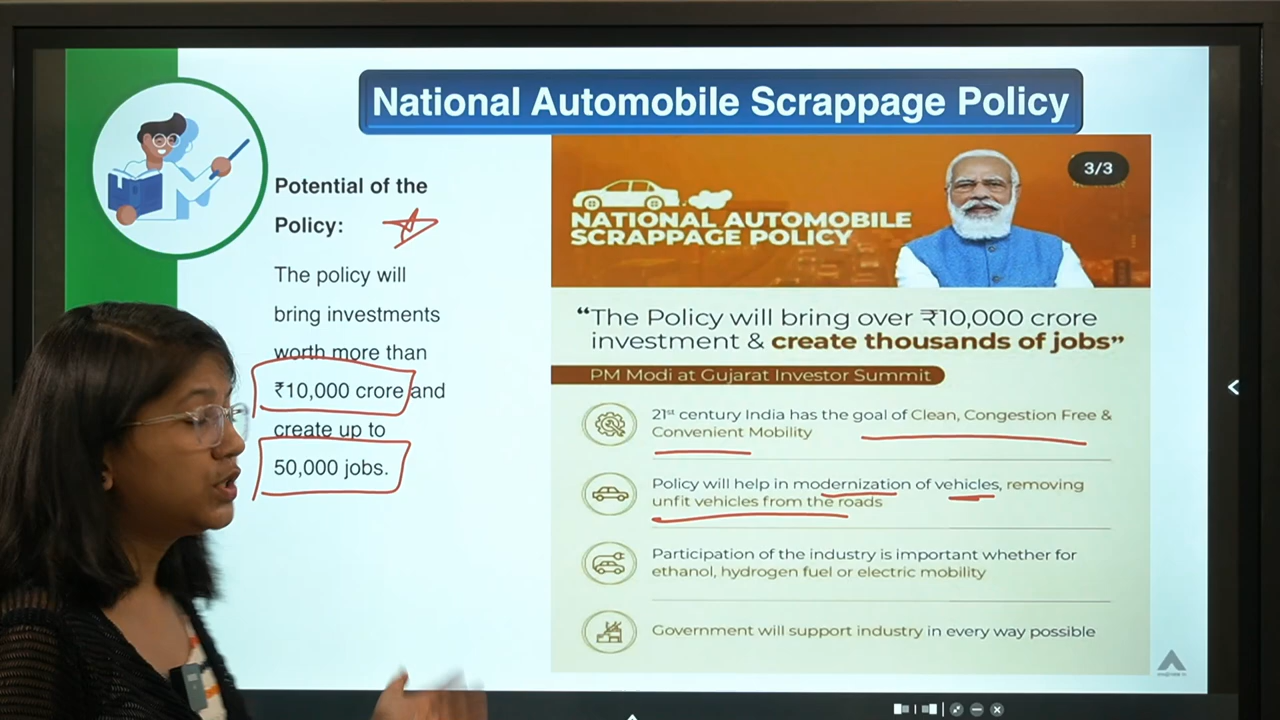 National Automobile Scrappage Policy
Potential of the
Policy:
The policy will
bring investments
worth more than
₹10,000 crore and
create up to
50,000 jobs.
3/3
NATIONAL AUTOMOBILE
SCRAPPAGE POLICY
“The Policy will bring over ₹10,000 crore
investment & create thousands of jobs”
PM Modi at Gujarat Investor Summit
21st century India has the goal of Clean, Congestion Free &
Convenient Mobility
Policy will help in modernization of vehicles, removing
unfit vehicles from the roads
Participation of the industry is important whether for
ethanol, hydrogen fuel or electric mobility
Government will support industry in every way possible